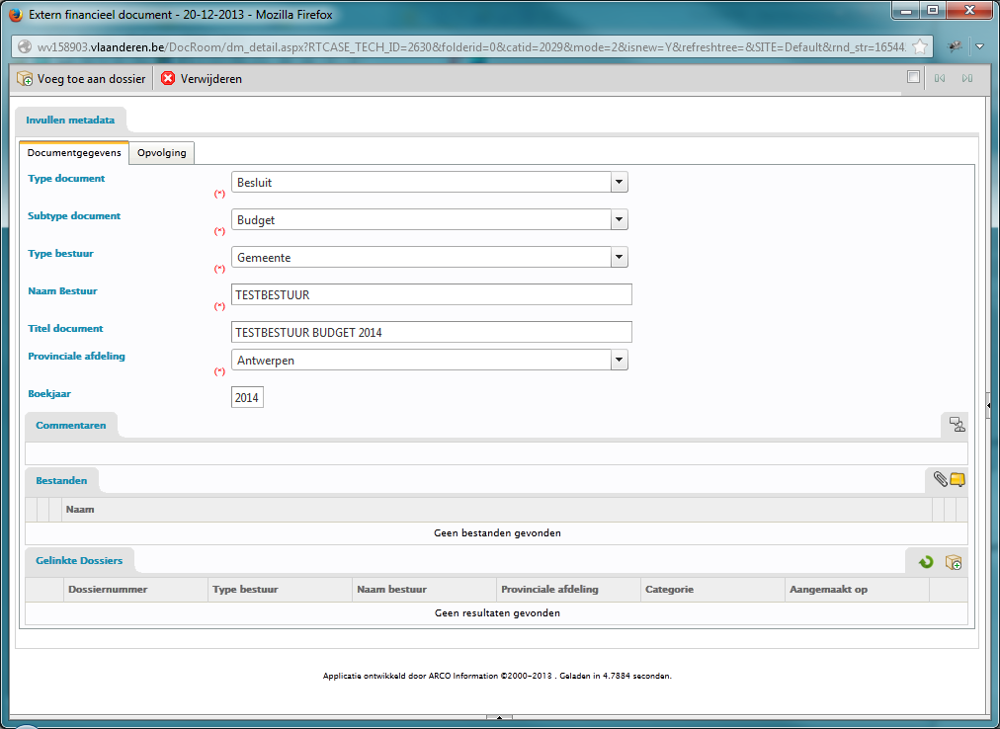 Extern financieel document - 20-12-2013 - Mozilla Firefox
wv158903.vlaanderen.be/DocRoom/dm_detail.aspx?RTCASE_TECH_ID=2630&folderid=0&catid=2029&mode=2&isnew=Y&refreshtree=&SITE=Default&rnd_str=16544
Voeg toe aan dossier Verwijderen
Invullen metadata
Documentgegevens Opvolging
Type document (*) Besluit
Subtype document (*) Budget
Type bestuur (*) Gemeente
Naam Bestuur (*) TESTBESTUUR
Titel document TESTBESTUUR BUDGET 2014
Provinciale afdeling (*) Antwerpen
Boekjaar 2014
Commentaren
Bestanden
Naam
Geen bestanden gevonden
Gelinkte Dossiers
Dossiernummer Type bestuur Naam bestuur Provinciale afdeling Categorie Aangemaakt op
Geen resultaten gevonden
Applicatie ontwikkeld door ARCO Information ©2000-2013 . Geladen in 4.7884 seconden.